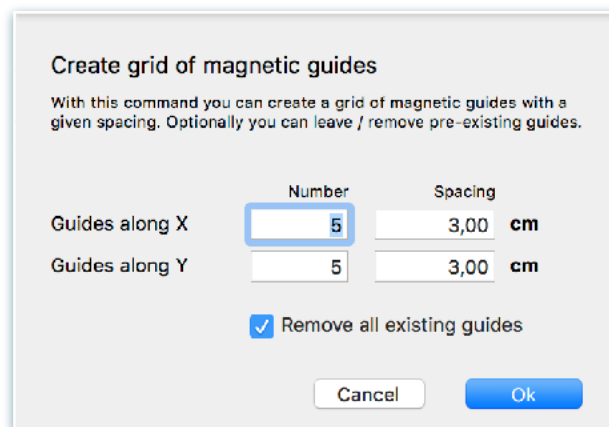 Create grid of magnetic guides
With this command you can create a grid of magnetic guides with a
given spacing. Optionally you can leave / remove pre-existing guides.
Number Spacing
Guides along X 5 3,00 cm
Guides along Y 5 3,00 cm
Remove all existing guides
Cancel Ok